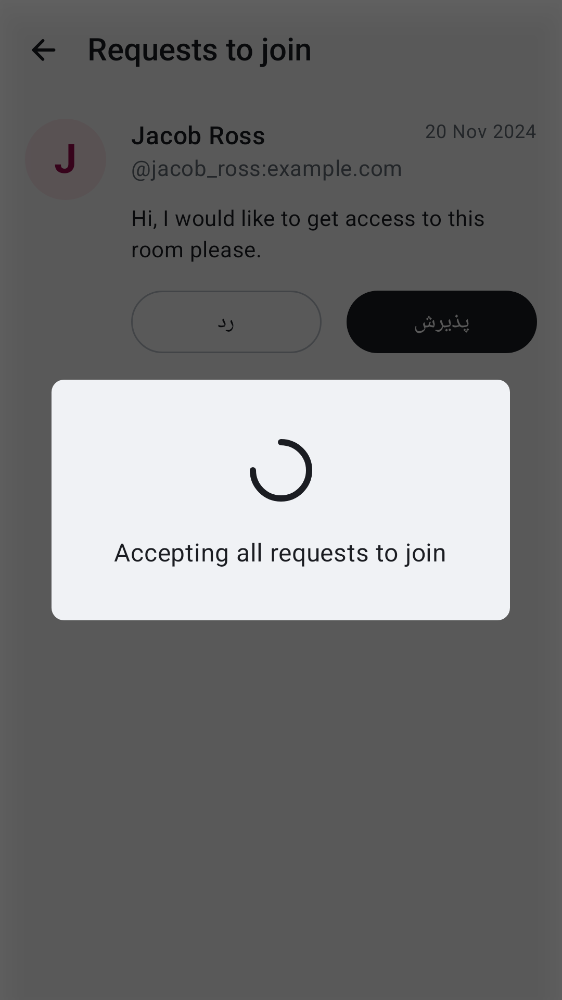 Requests to join
J
Jacob Ross
20 Nov 2024
@jacob_ross:example.com
Hi, I would like to get access to this
room please.
رد
پذیرش
Accepting all requests to join